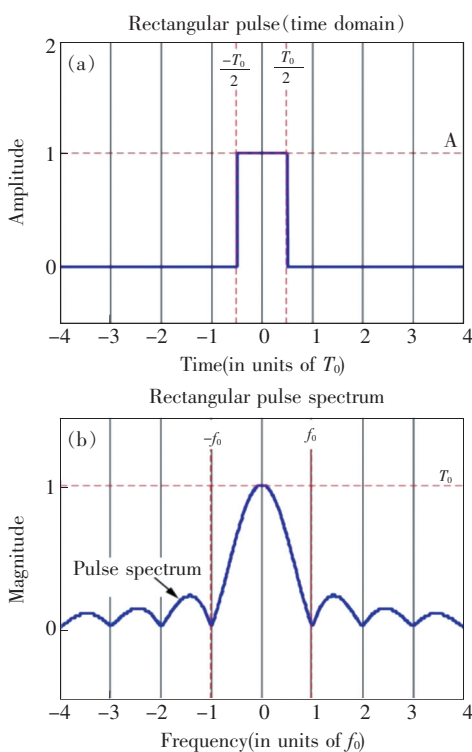 Rectangular pulse(time domain)
2
(a)
-T₀/2
T₀/2
1
A
Amplitude
0
-4 -3 -2 -1 0 1 2 3 4
Time(in units of T₀)
Rectangular pulse spectrum
(b)
-f₀
f₀
1
T₀
Magnitude
Pulse spectrum
0
-4 -3 -2 -1 0 1 2 3 4
Frequency(in units of f₀)